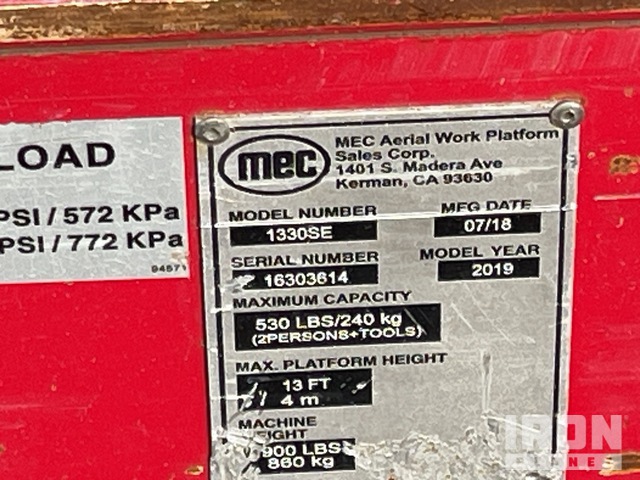 LOAD
PSI / 572 KPa
PSI / 772 KPa
94571
mec
MEC Aerial Work Platform
Sales Corp.
1401 S. Madera Ave
Kerman, CA 93630
MODEL NUMBER
1330SE
MFG DATE
07/18
SERIAL NUMBER
16303614
MODEL YEAR
2019
MAXIMUM CAPACITY
530 LBS/240 kg
(2PERSONS+TOOLS)
MAX. PLATFORM HEIGHT
13 FT
4 m
MACHINE
900 LBS
860 kg
IRON